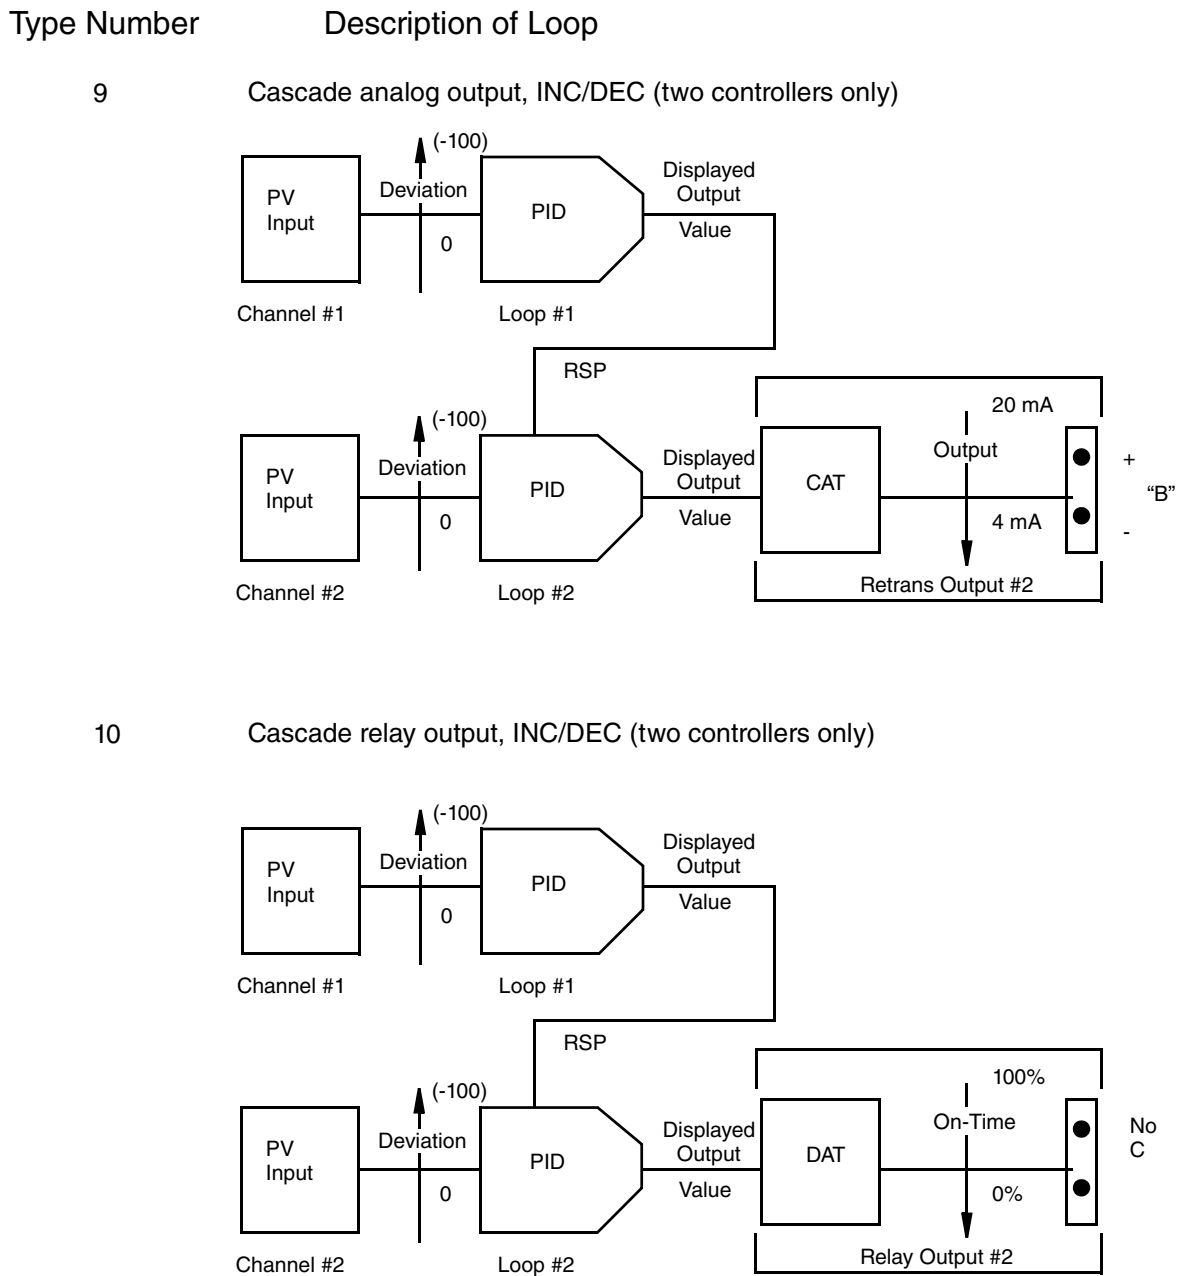 Type Number Description of Loop
9 Cascade analog output, INC/DEC (two controllers only)
(-100)
PV
Input
Deviation
0
PID
Displayed
Output
Value
Channel #1
Loop #1
RSP
(-100)
PV
Input
Deviation
0
PID
Displayed
Output
Value
CAT
20 mA
Output
4 mA
+
“B”
-
Channel #2
Loop #2
Retrans Output #2
10 Cascade relay output, INC/DEC (two controllers only)
(-100)
PV
Input
Deviation
0
PID
Displayed
Output
Value
Channel #1
Loop #1
RSP
(-100)
PV
Input
Deviation
0
PID
Displayed
Output
Value
DAT
100%
On-Time
0%
No
C
Channel #2
Loop #2
Relay Output #2